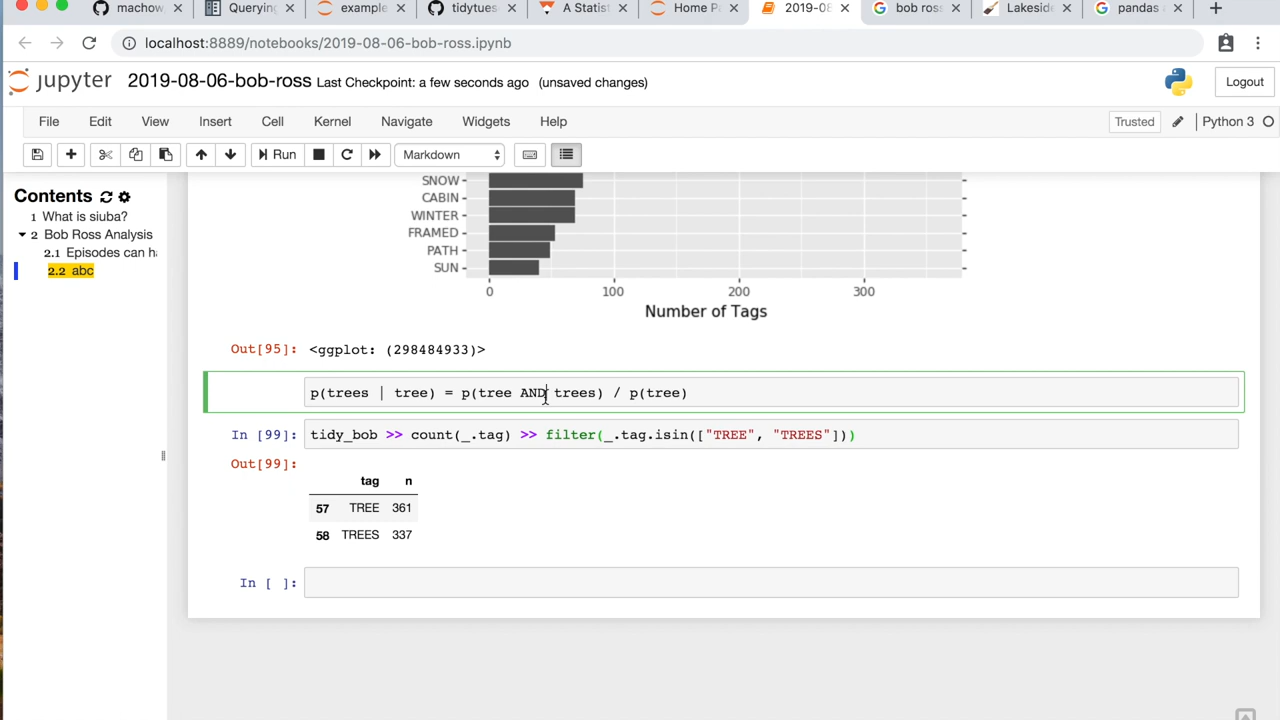 machow
Querying
example
tidytues
A Statist
Home P
2019-08
bob ros
Lakeside
pandas
localhost:8889/notebooks/2019-08-06-bob-ross.ipynb
jupyter 2019-08-06-bob-ross Last Checkpoint: a few seconds ago (unsaved changes)
Logout
File Edit View Insert Cell Kernel Navigate Widgets Help
Trusted
Python 3
Run
Markdown
Contents
1 What is siuba?
2 Bob Ross Analysis
2.1 Episodes can h
2.2 abc
SNOW
CABIN
WINTER
FRAMED
PATH
SUN
0 100 200 300
Number of Tags
Out[95]: <ggplot: (298484933)>
p(trees | tree) = p(tree AND trees) / p(tree)
In [99]: tidy_bob >> count(_.tag) >> filter(_.tag.isin(["TREE", "TREES"]))
Out[99]:
tag n
57 TREE 361
58 TREES 337
In [ ]: